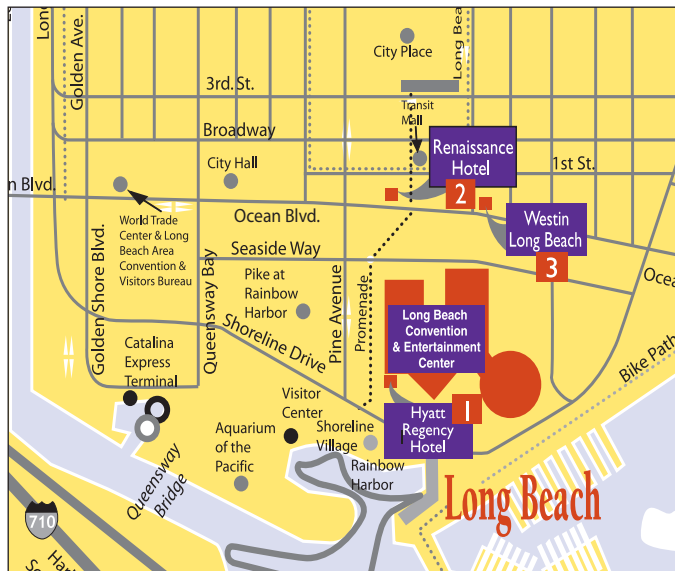 Lon
Golden Ave.
City Place
Long Bea
3rd. St.
Transit
Mall
Broadway
Renaissance
Hotel
2
1st St.
City Hall
n Blvd.
World Trade
Center & Long
Beach Area
Convention &
Visitors Bureau
Ocean Blvd.
Westin
Long Beach
3
Seaside Way
Ocea
Golden Shore Blvd.
Queensway Bay
Pike at
Rainbow
Harbor
Pine Avenue
Promenade
Long Beach
Convention
& Entertainment
Center
Shoreline Drive
Catalina
Express
Terminal
Bike Path
Visitor
Center
1
Hyatt
Regency
Hotel
Aquarium
of the
Pacific
Shoreline
Village
Rainbow
Harbor
Queensway
Bridge
Long Beach
710
Har